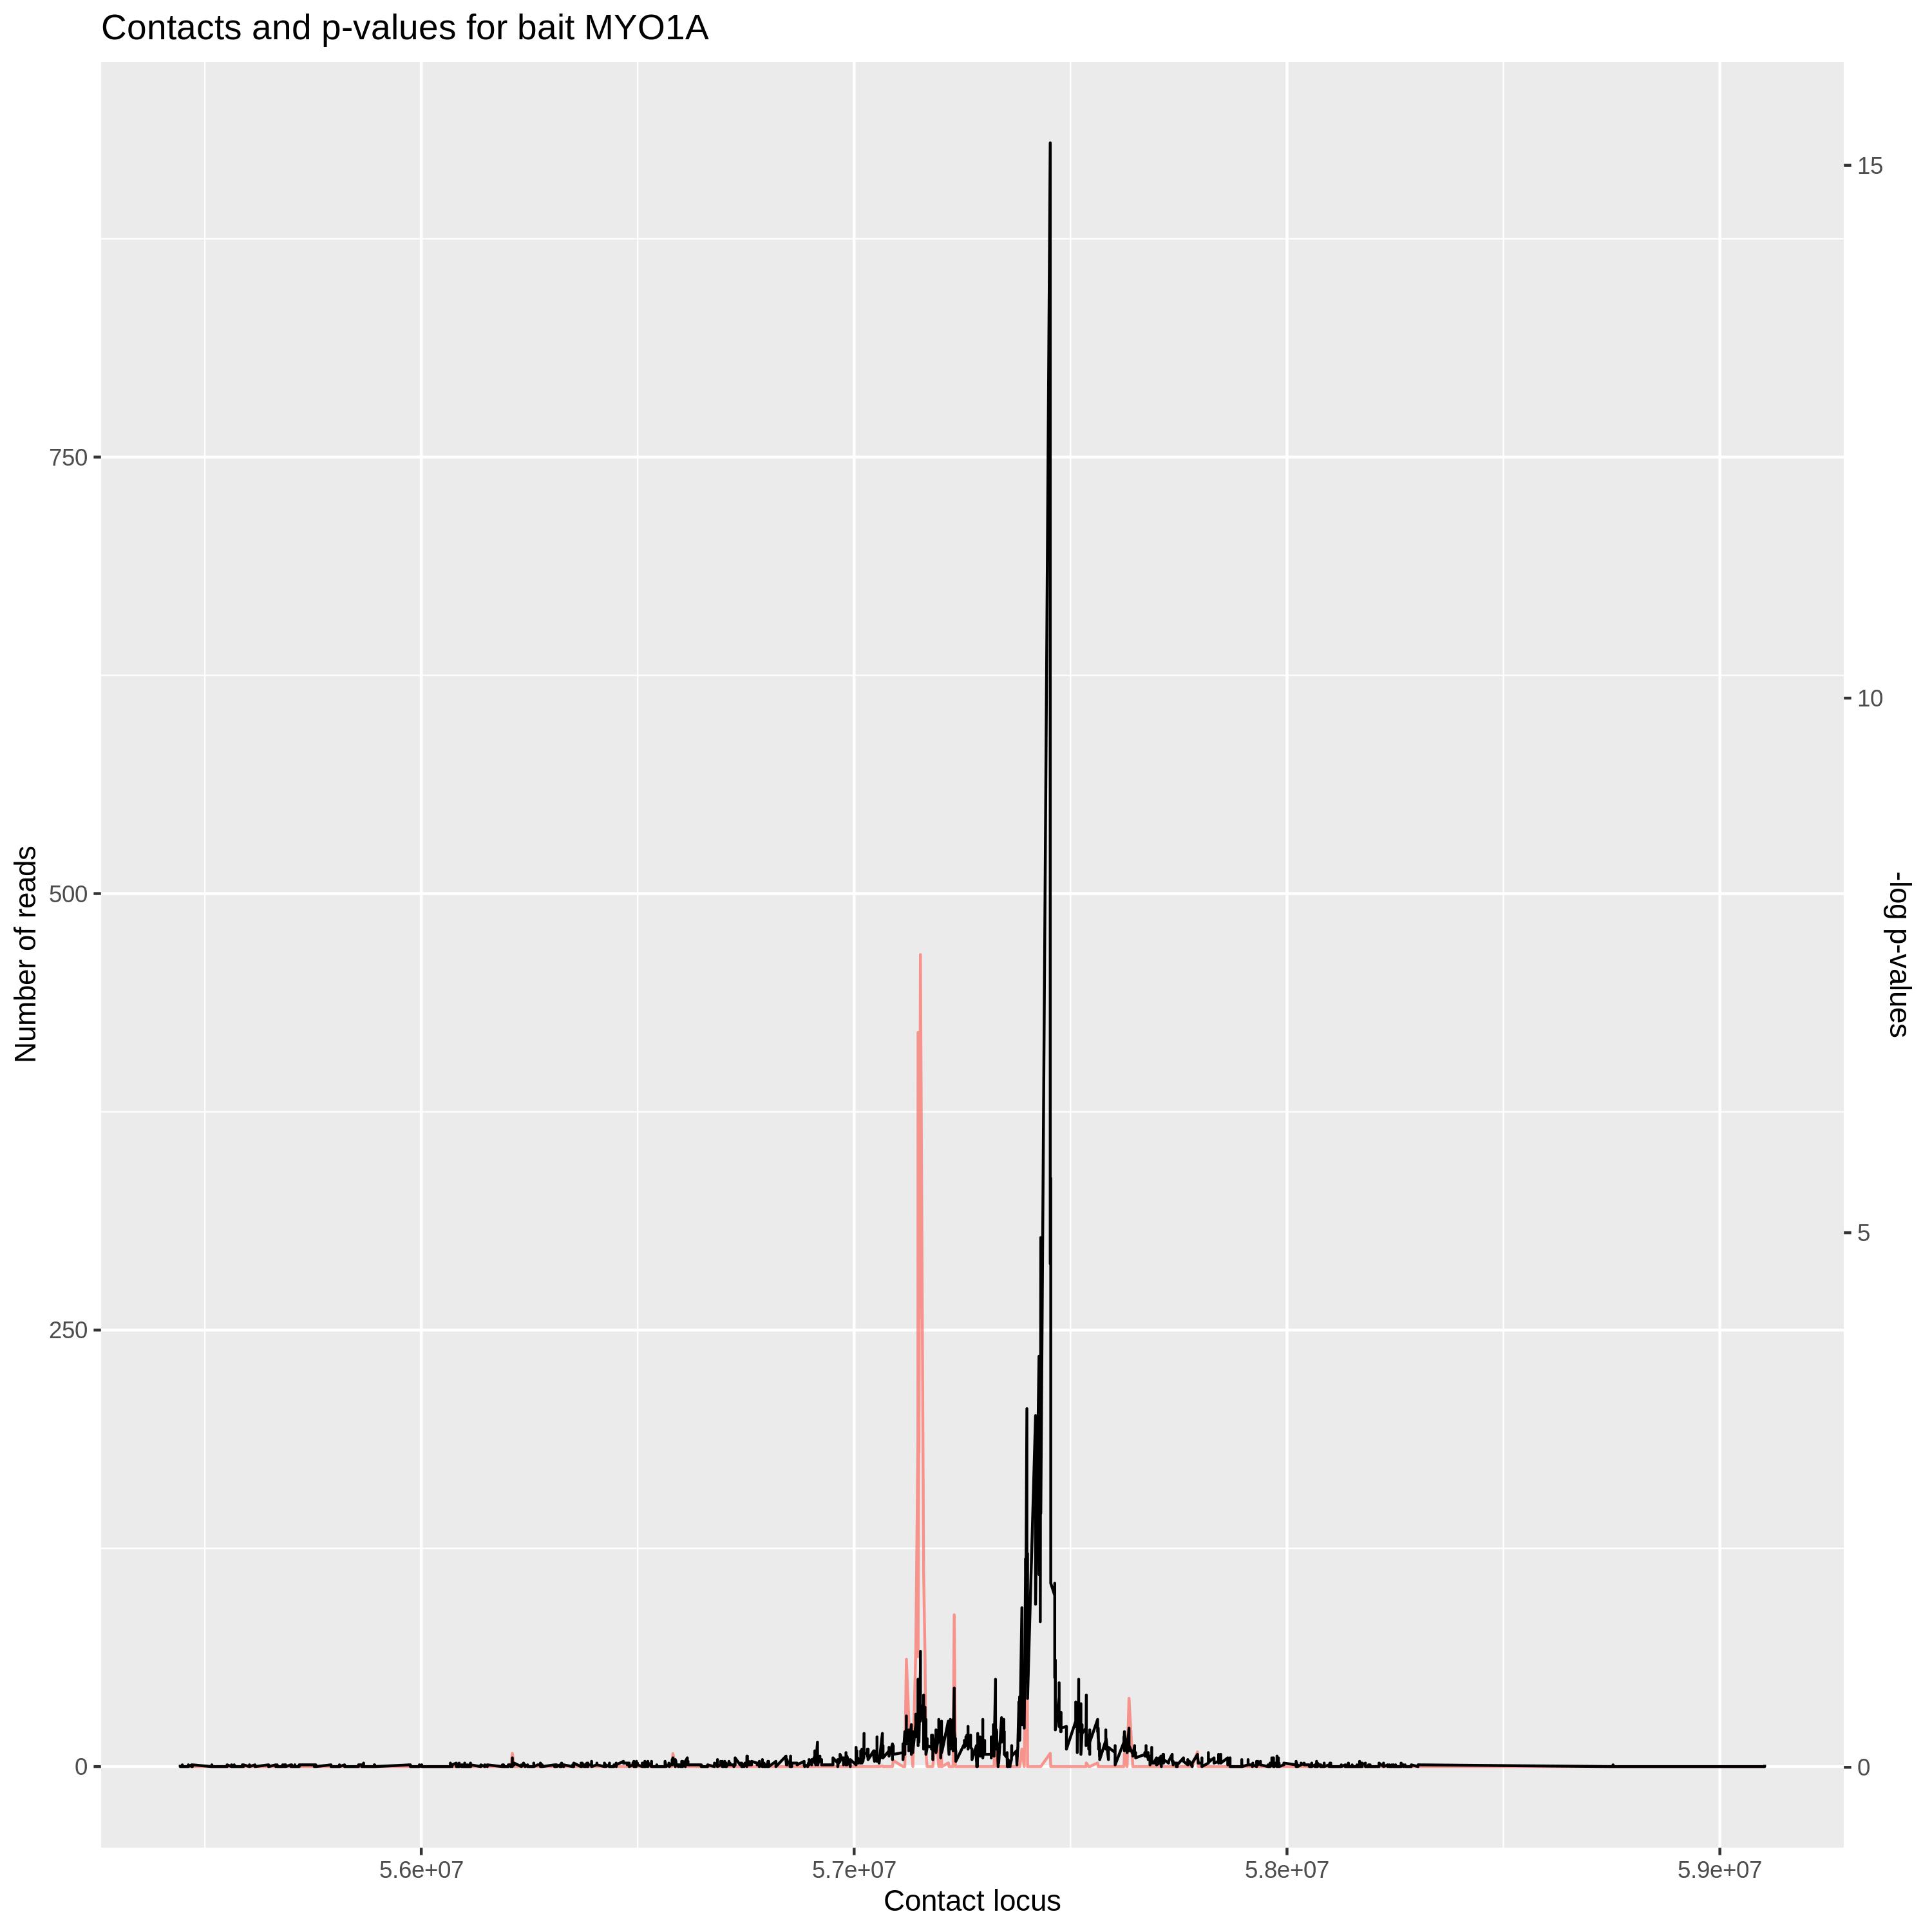 Contacts and p-values for bait MYO1A
Number of reads
750
500
250
0
15
10
5
0
-log p-values
5.6e+07
5.7e+07
5.8e+07
5.9e+07
Contact locus